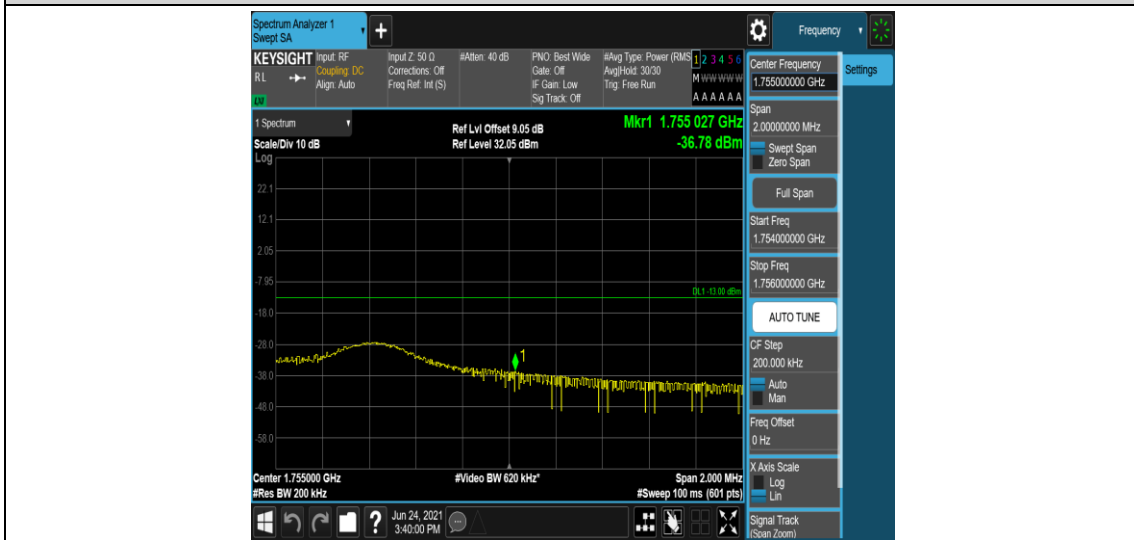 Spectrum Analyzer 1
Swept SA
+
Frequency
KEYSIGHT
RL
LXI
Input: RF
Coupling: DC
Align: Auto
Input Z: 50 Ω
Corrections: Off
Freq Ref: Int (S)
#Atten: 40 dB
PNO: Best Wide
Gate: Off
IF Gain: Low
Sig Track: Off
#Avg Type: Power (RMS
Avg|Hold: 30/30
Trig: Free Run
1 2 3 4 5 6
M W W W W W
A A A A A A
1 Spectrum
Scale/Div 10 dB
Ref Lvl Offset 9.05 dB
Ref Level 32.05 dBm
Mkr1 1.755 027 GHz
-36.78 dBm
Log
22.1
12.1
2.05
-7.95
-18.0
-28.0
-38.0
-48.0
-58.0
DL1 -13.00 dBm
1
Center 1.755000 GHz
#Res BW 200 kHz
#Video BW 620 kHz*
Span 2.000 MHz
#Sweep 100 ms (601 pts)
Center Frequency
1.755000000 GHz
Settings
Span
2.00000000 MHz
Swept Span
Zero Span
Full Span
Start Freq
1.754000000 GHz
Stop Freq
1.756000000 GHz
AUTO TUNE
CF Step
200.000 kHz
Auto
Man
Freq Offset
0 Hz
X Axis Scale
Log
Lin
Signal Track
(Span Zoom)
?
Jun 24, 2021
3:40:00 PM